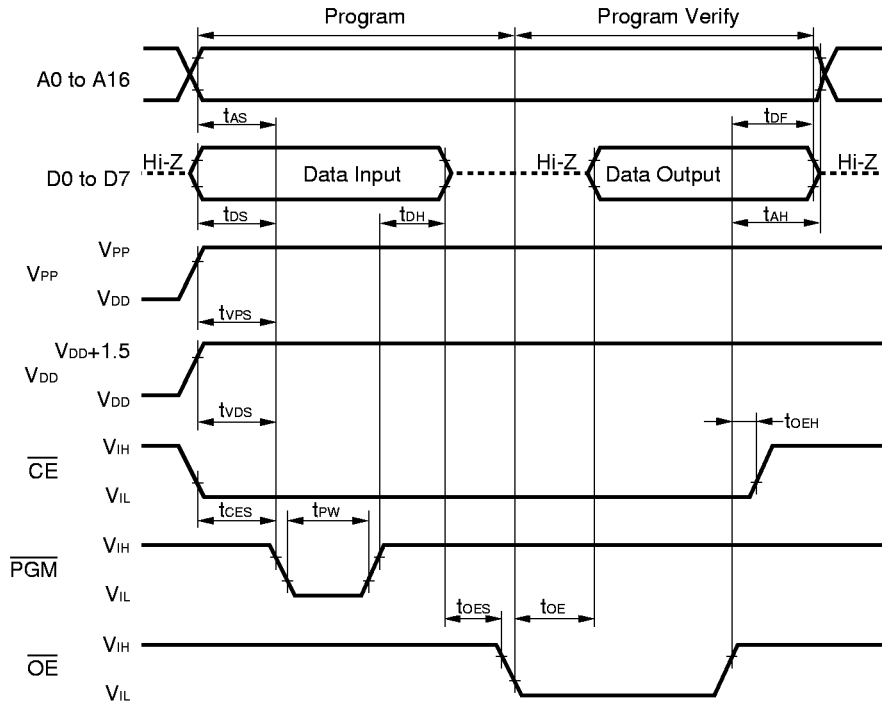 Program Program Verify
A0 to A16
tAS tDF
Hi-Z Hi-Z Hi-Z
D0 to D7 Data Input Data Output
tDS tDH tAH
VPP
VPP
VDD
tVPS
VDD+1.5
VDD
VDD
tVDS
tOEH
VIH
CE
VIL
tCES tPW
VIH
PGM
VIL
tOES tOE
VIH
OE
VIL